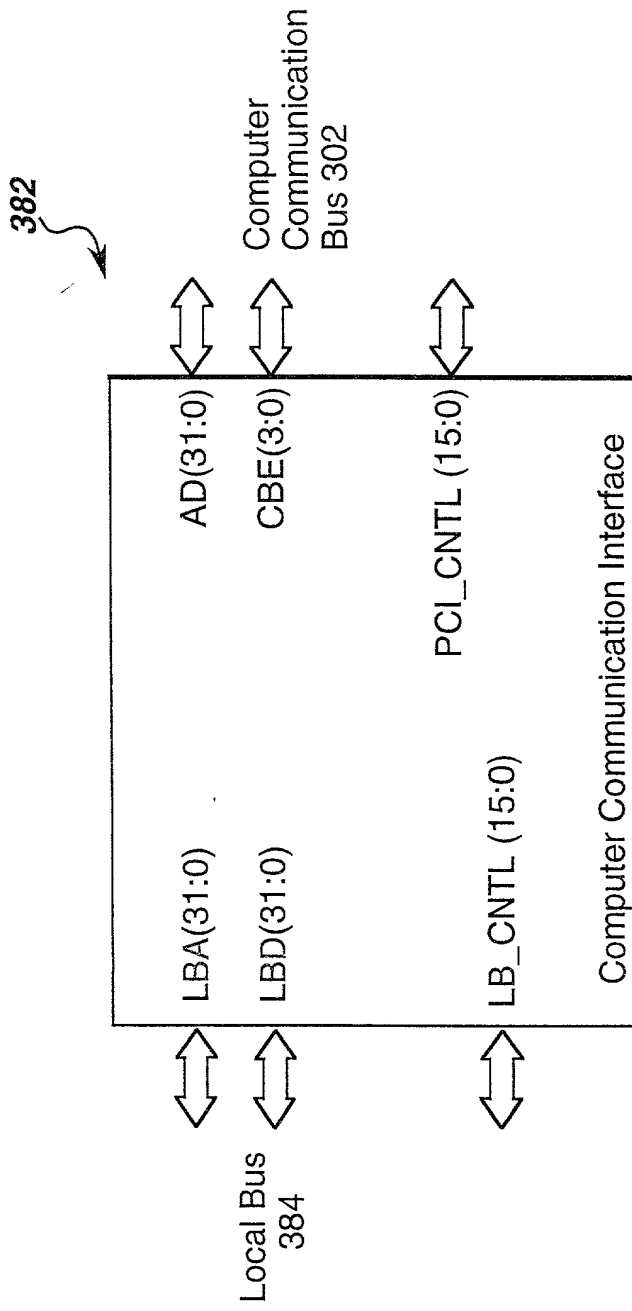 382
Local Bus
384
LBA(31:0)
LBD(31:0)
LB_CNTL (15:0)
AD(31:0)
CBE(3:0)
PCI_CNTL (15:0)
Computer
Communication
Bus 302
Computer Communication Interface